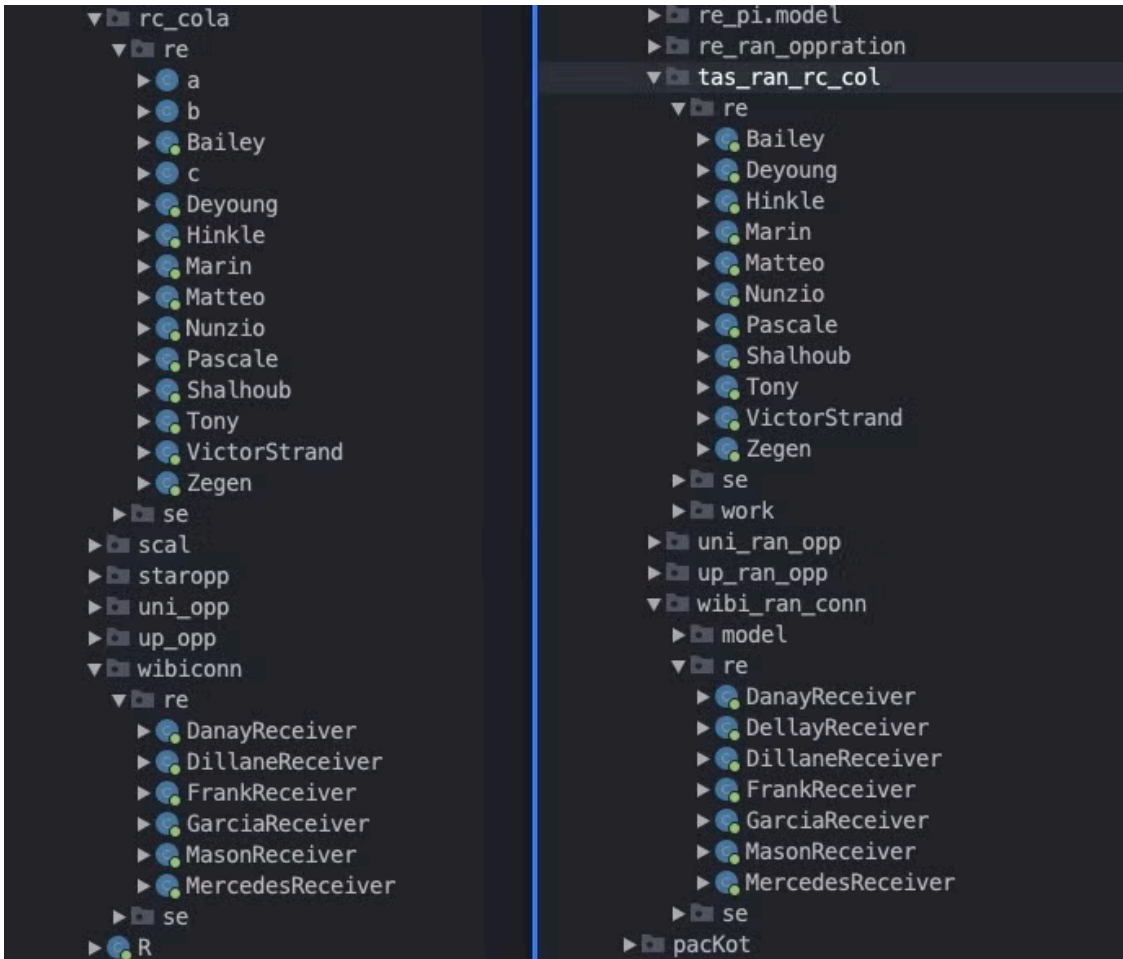 rc_cola
re
a
b
Bailey
c
Deyoung
Hinkle
Marin
Matteo
Nunzio
Pascale
Shalhoub
Tony
VictorStrand
Zegen
se
scal
staropp
uni_opp
up_opp
wibiconn
re
DanayReceiver
DillaneReceiver
FrankReceiver
GarciaReceiver
MasonReceiver
MercedesReceiver
se
R
re_pi.model
re_ran_oppration
tas_ran_rc_col
re
Bailey
Deyoung
Hinkle
Marin
Matteo
Nunzio
Pascale
Shalhoub
Tony
VictorStrand
Zegen
se
work
uni_ran_opp
up_ran_opp
wibi_ran_conn
model
re
DanayReceiver
DellayReceiver
DillaneReceiver
FrankReceiver
GarciaReceiver
MasonReceiver
MercedesReceiver
se
pacKot